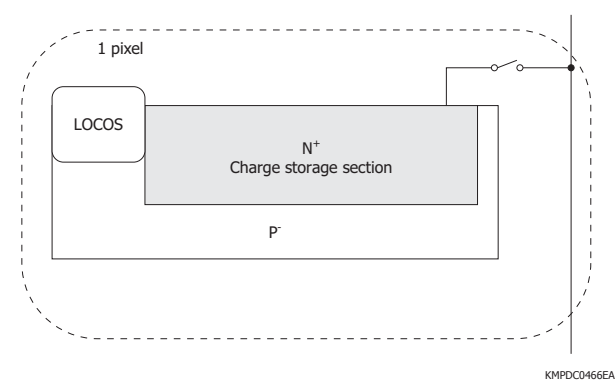 1 pixel
LOCOS
N+
Charge storage section
P-
KMPDC0466EA